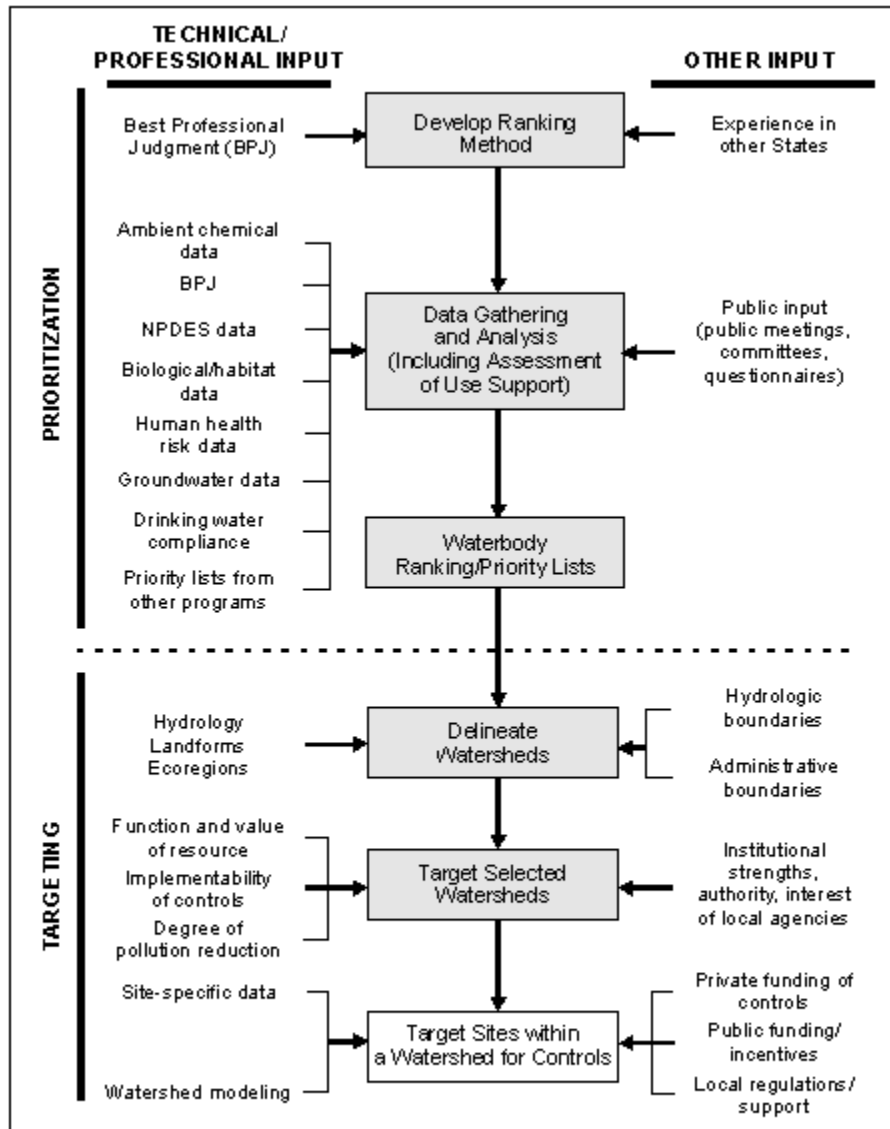 TECHNICAL/
PROFESSIONAL INPUT
OTHER INPUT
PRIORITIZATION
Best Professional
Judgment (BPJ)
Develop Ranking
Method
Experience in
other States
Ambient chemical
data
BPJ
NPDES data
Biological/habitat
data
Human health
risk data
Groundwater data
Drinking water
compliance
Priority lists from
other programs
Data Gathering
and Analysis
(Including Assessment
of Use Support)
Public input
(public meetings,
committees,
questionnaires)
Waterbody
Ranking/Priority Lists
TARGETING
Hydrology
Landforms
Ecoregions
Delineate
Watersheds
Hydrologic
boundaries
Administrative
boundaries
Function and value
of resource
Implementability
of controls
Degree of
pollution reduction
Target Selected
Watersheds
Institutional
strengths,
authority, interest
of local agencies
Site-specific data
Watershed modeling
Target Sites within
a Watershed for Controls
Private funding of
controls
Public funding/
incentives
Local regulations/
support